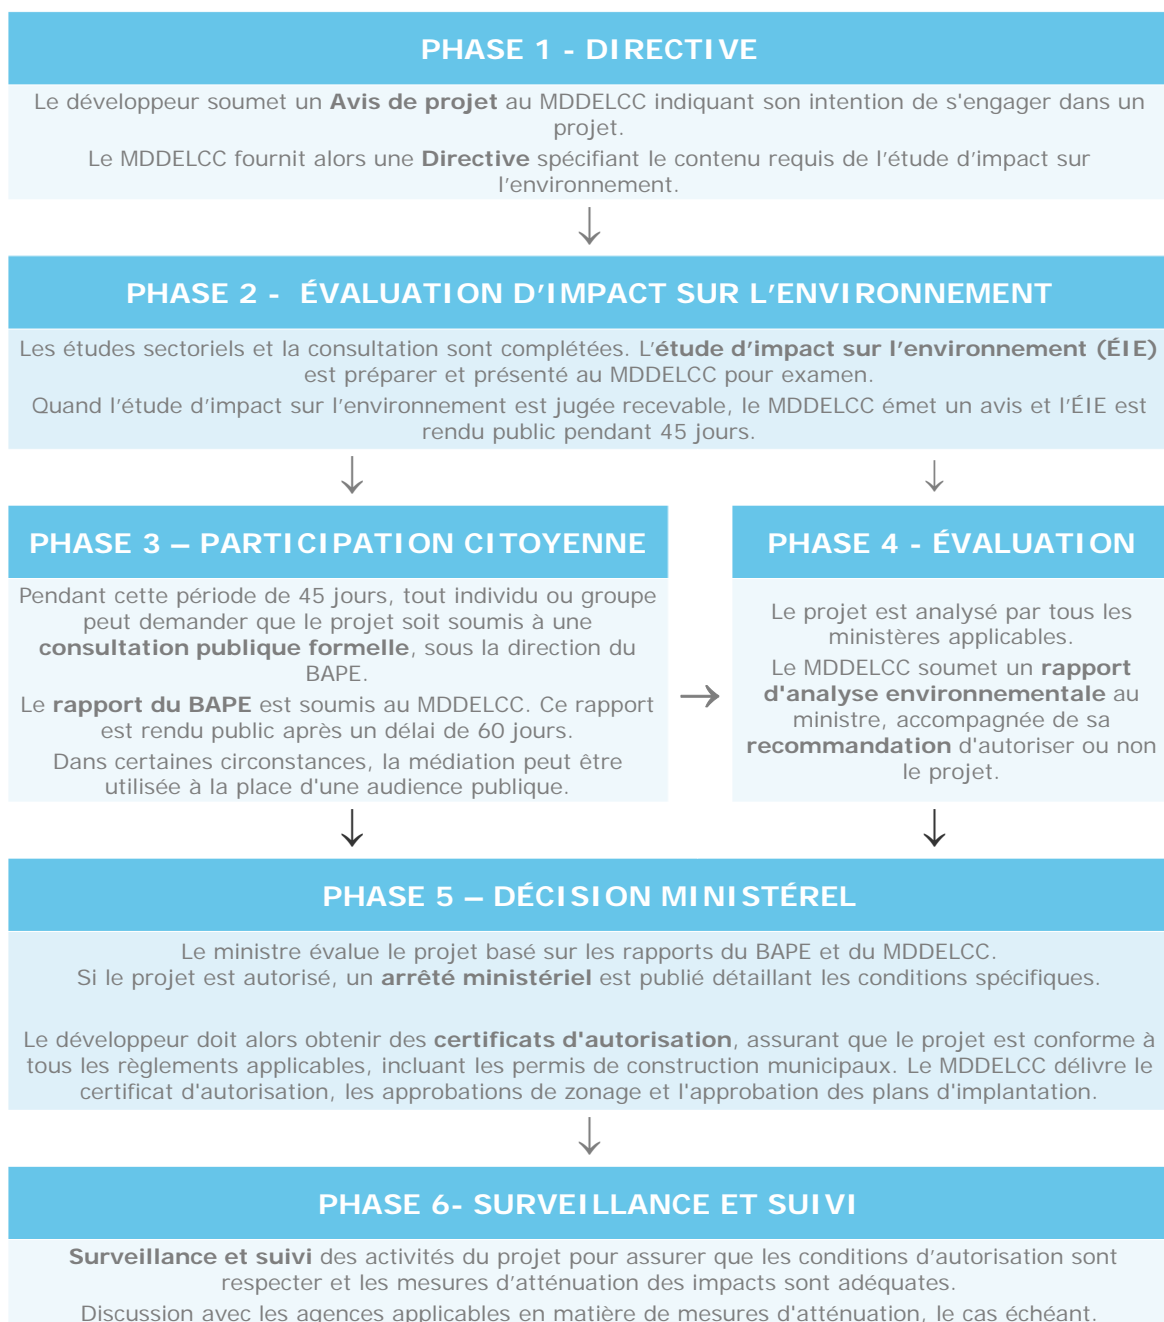 PHASE 1 - DIRECTIVE
Le développeur soumet un Avis de projet au MDDELCC indiquant son intention de s'engager dans un
projet.
Le MDDELCC fournit alors une Directive spécifiant le contenu requis de l’étude d’impact sur
l’environnement.
↓
PHASE 2 -  ÉVALUATION D’IMPACT SUR L’ENVIRONNEMENT
Les études sectoriels et la consultation sont complétées. L’étude d’impact sur l’environnement (ÉIE)
est préparer et présenté au MDDELCC pour examen.
Quand l’étude d’impact sur l’environnement est jugée recevable, le MDDELCC émet un avis et l’ÉIE est
rendu public pendant 45 jours.
↓ ↓
PHASE 3 – PARTICIPATION CITOYENNE
Pendant cette période de 45 jours, tout individu ou groupe
peut demander que le projet soit soumis à une
consultation publique formelle, sous la direction du
BAPE.
Le rapport du BAPE est soumis au MDDELCC. Ce rapport
est rendu public après un délai de 60 jours.
Dans certaines circonstances, la médiation peut être
utilisée à la place d'une audience publique.
→
PHASE 4 - ÉVALUATION
Le projet est analysé par tous les
ministères applicables.
Le MDDELCC soumet un rapport
d'analyse environnementale au
ministre, accompagnée de sa
recommandation d'autoriser ou non
le projet.
↓ ↓
PHASE 5 – DÉCISION MINISTÉREL
Le ministre évalue le projet basé sur les rapports du BAPE et du MDDELCC.
Si le projet est autorisé, un arrêté ministériel est publié détaillant les conditions spécifiques.
Le développeur doit alors obtenir des certificats d'autorisation, assurant que le projet est conforme à
tous les règlements applicables, incluant les permis de construction municipaux. Le MDDELCC délivre le
certificat d'autorisation, les approbations de zonage et l'approbation des plans d'implantation.
↓
PHASE 6- SURVEILLANCE ET SUIVI
Surveillance et suivi des activités du projet pour assurer que les conditions d’autorisation sont
respecter et les mesures d’atténuation des impacts sont adéquates.
Discussion avec les agences applicables en matière de mesures d'atténuation, le cas échéant.